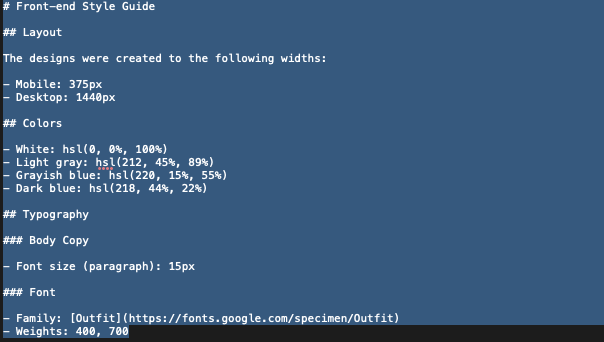 # Front-end Style Guide
## Layout
The designs were created to the following widths:
- Mobile: 375px
- Desktop: 1440px
## Colors
- White: hsl(0, 0%, 100%)
- Light gray: hsl(212, 45%, 89%)
- Grayish blue: hsl(220, 15%, 55%)
- Dark blue: hsl(218, 44%, 22%)
## Typography
### Body Copy
- Font size (paragraph): 15px
### Font
- Family: [Outfit](https://fonts.google.com/specimen/Outfit)
- Weights: 400, 700